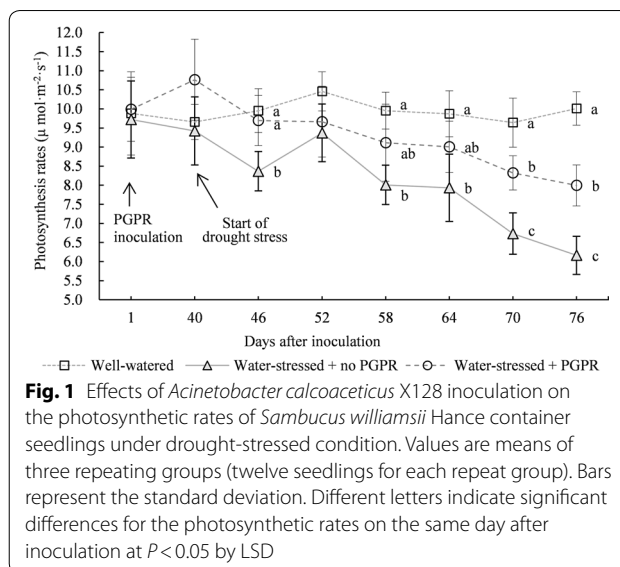 12.0
11.5
11.0
10.5
10.0
9.5
9.0
8.5
8.0
7.5
7.0
6.5
6.0
5.5
5.0
Photosynthesis rates (μ mol·m⁻²·s⁻¹)
a
a
b
a
ab
b
a
ab
b
a
b
c
a
b
c
PGPR
inoculation
Start of
drought stress
1 40 46 52 58 64 70 76
Days after inoculation
Well-watered Water-stressed + no PGPR Water-stressed + PGPR
Fig. 1 Effects of Acinetobacter calcoaceticus X128 inoculation on
the photosynthetic rates of Sambucus williamsii Hance container
seedlings under drought-stressed condition. Values are means of
three repeating groups (twelve seedlings for each repeat group). Bars
represent the standard deviation. Different letters indicate significant
differences for the photosynthetic rates on the same day after
inoculation at P < 0.05 by LSD